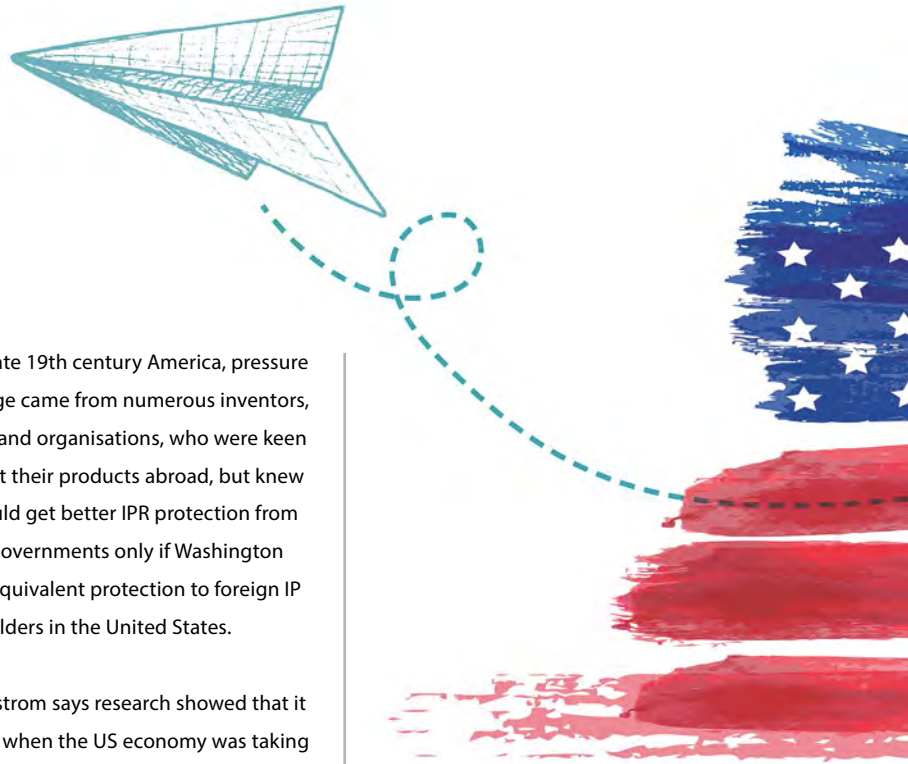 ate 19th century America, pressure
ge came from numerous inventors,
and organisations, who were keen
t their products abroad, but knew
uld get better IPR protection from
overnments only if Washington
equivalent protection to foreign IP
lders in the United States.
strom says research showed that it
when the US economy was taking